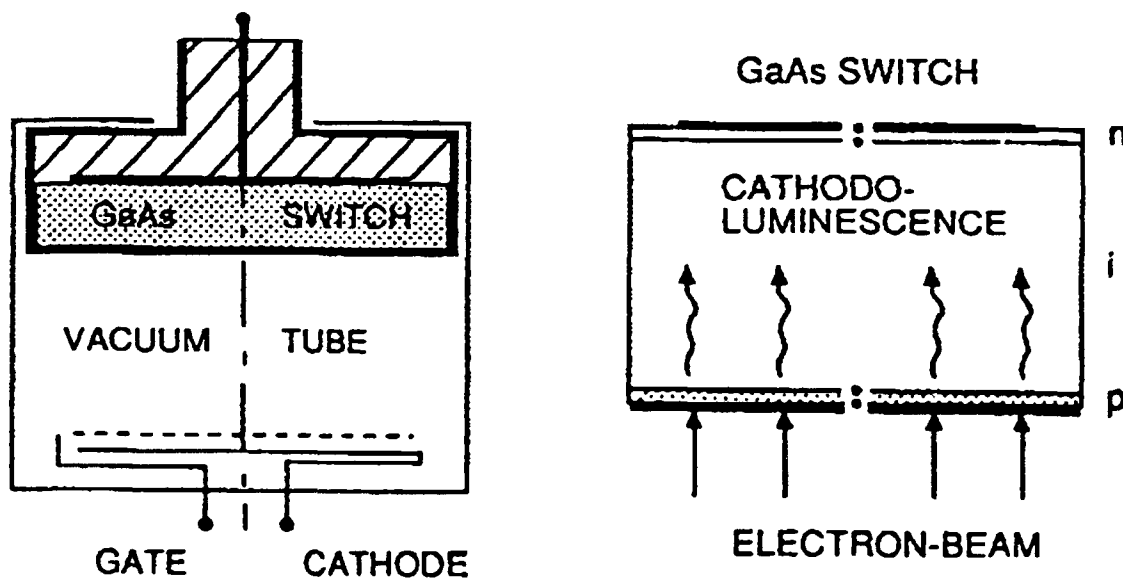 GaAs SWITCH
VACUUM TUBE
GATE CATHODE
GaAs SWITCH
n
CATHODO-
LUMINESCENCE
i
p
ELECTRON-BEAM